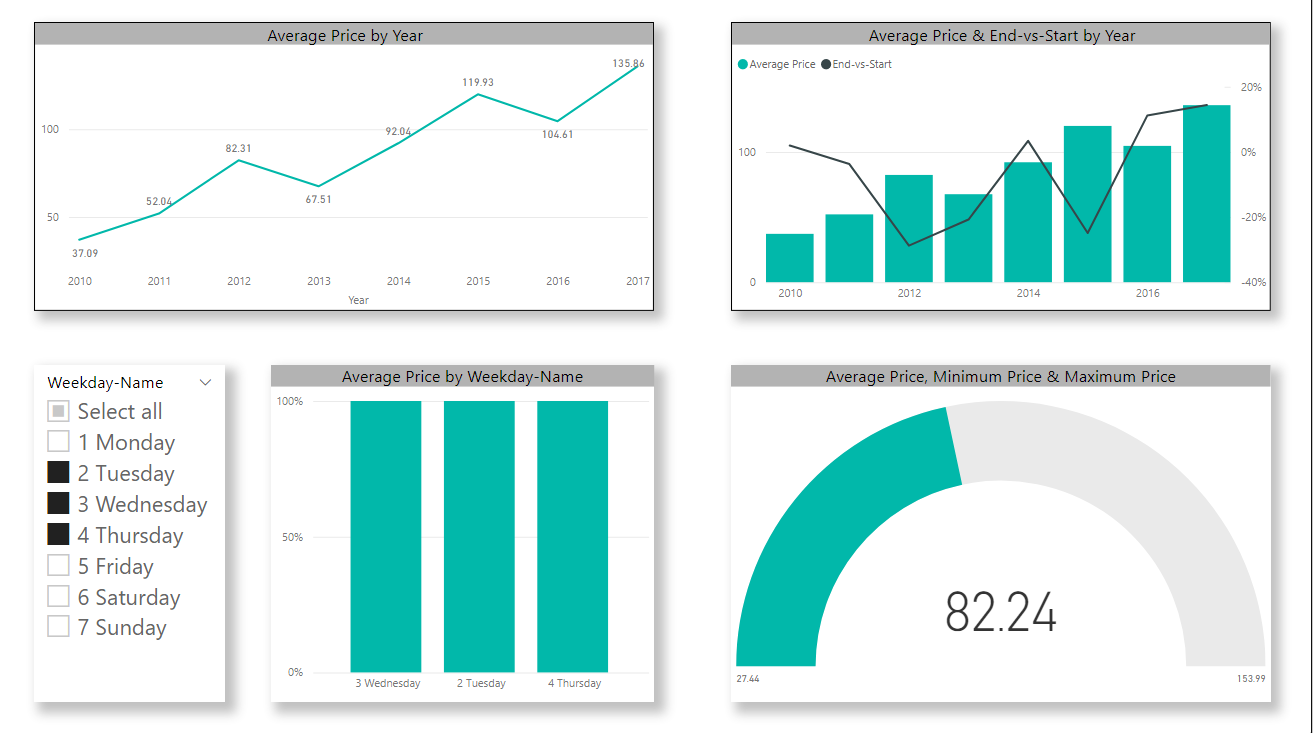 Average Price by Year
135.86
119.93
100
104.61
92.04
82.31
67.51
52.04
50
37.09
2010 2011 2012 2013 2014 2015 2016 2017
Year
Average Price & End-vs-Start by Year
Average Price End-vs-Start
20%
100 0%
-20%
0 -40%
2010 2012 2014 2016
Weekday-Name
Select all
1 Monday
2 Tuesday
3 Wednesday
4 Thursday
5 Friday
6 Saturday
7 Sunday
Average Price by Weekday-Name
100%
50%
0%
3 Wednesday 2 Tuesday 4 Thursday
Average Price, Minimum Price & Maximum Price
82.24
27.44 153.99